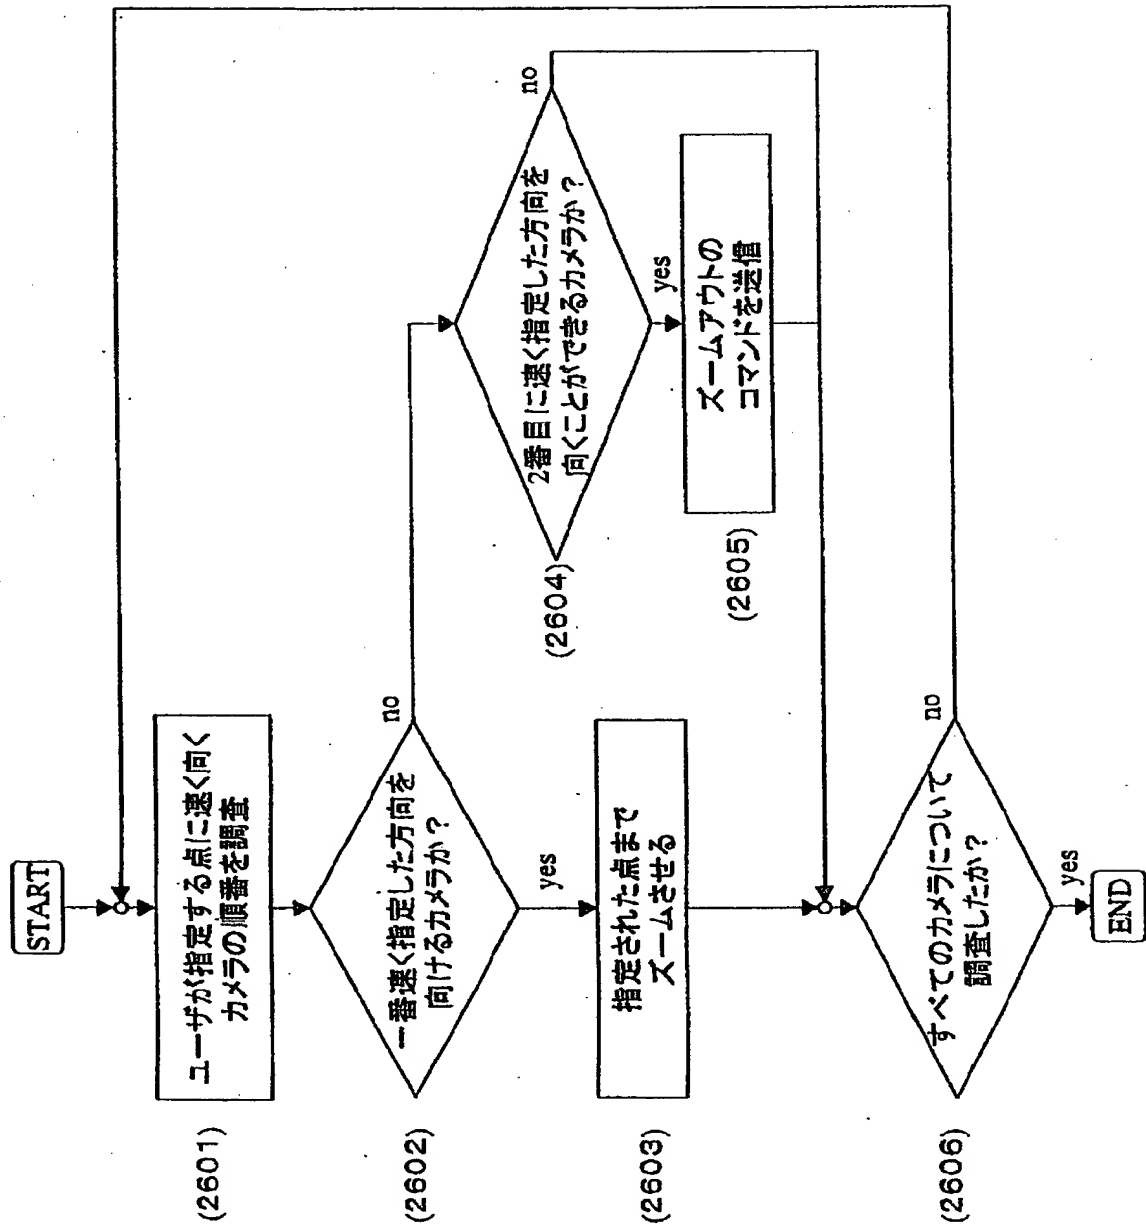 START
ユーザが指定する点に速く向く
カメラの順番を調査
(2601)
一番速く指定した方向を
向けるカメラか？
(2602)
no
yes
2番目に速く指定した方向を
向くことができるカメラか？
(2604)
no
yes
ズームアウトの
コマンドを送信
(2605)
指定された点まで
ズームさせる
(2603)
すべてのカメラについて
調査したか？
(2606)
no
yes
END